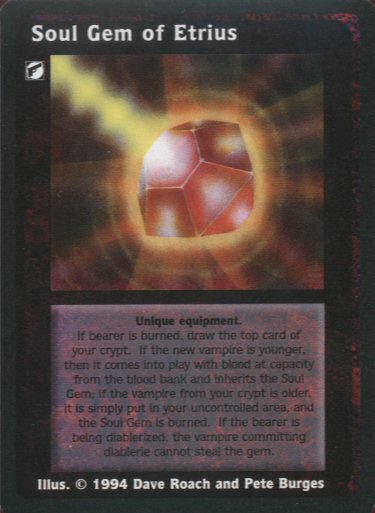 Soul Gem of Etrius
Unique equipment.
If bearer is burned, draw the top card of
your crypt. If the new vampire is younger,
then it comes into play with blood at capacity
from the blood bank and inherits the Soul
Gem; if the vampire from your crypt is older,
it is simply put in your uncontrolled area, and
the Soul Gem is burned. If the bearer is
being diablerized, the vampire committing
diablerie cannot steal the gem.
Illus. © 1994 Dave Roach and Pete Burges